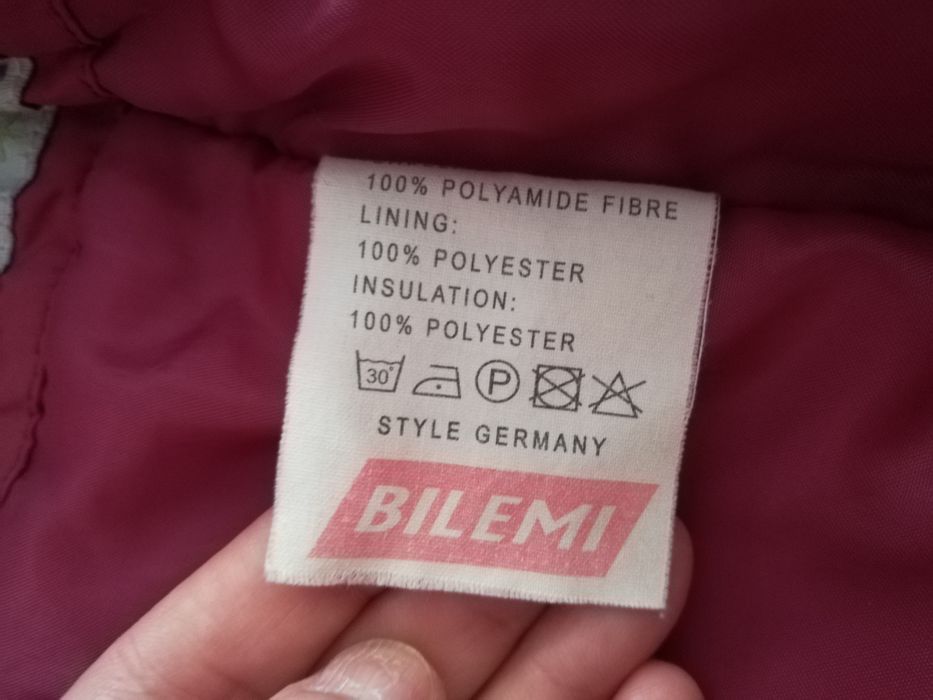 100% POLYAMIDE FIBRE
LINING:
100% POLYESTER
INSULATION:
100% POLYESTER
30° P
STYLE GERMANY
BILEMI